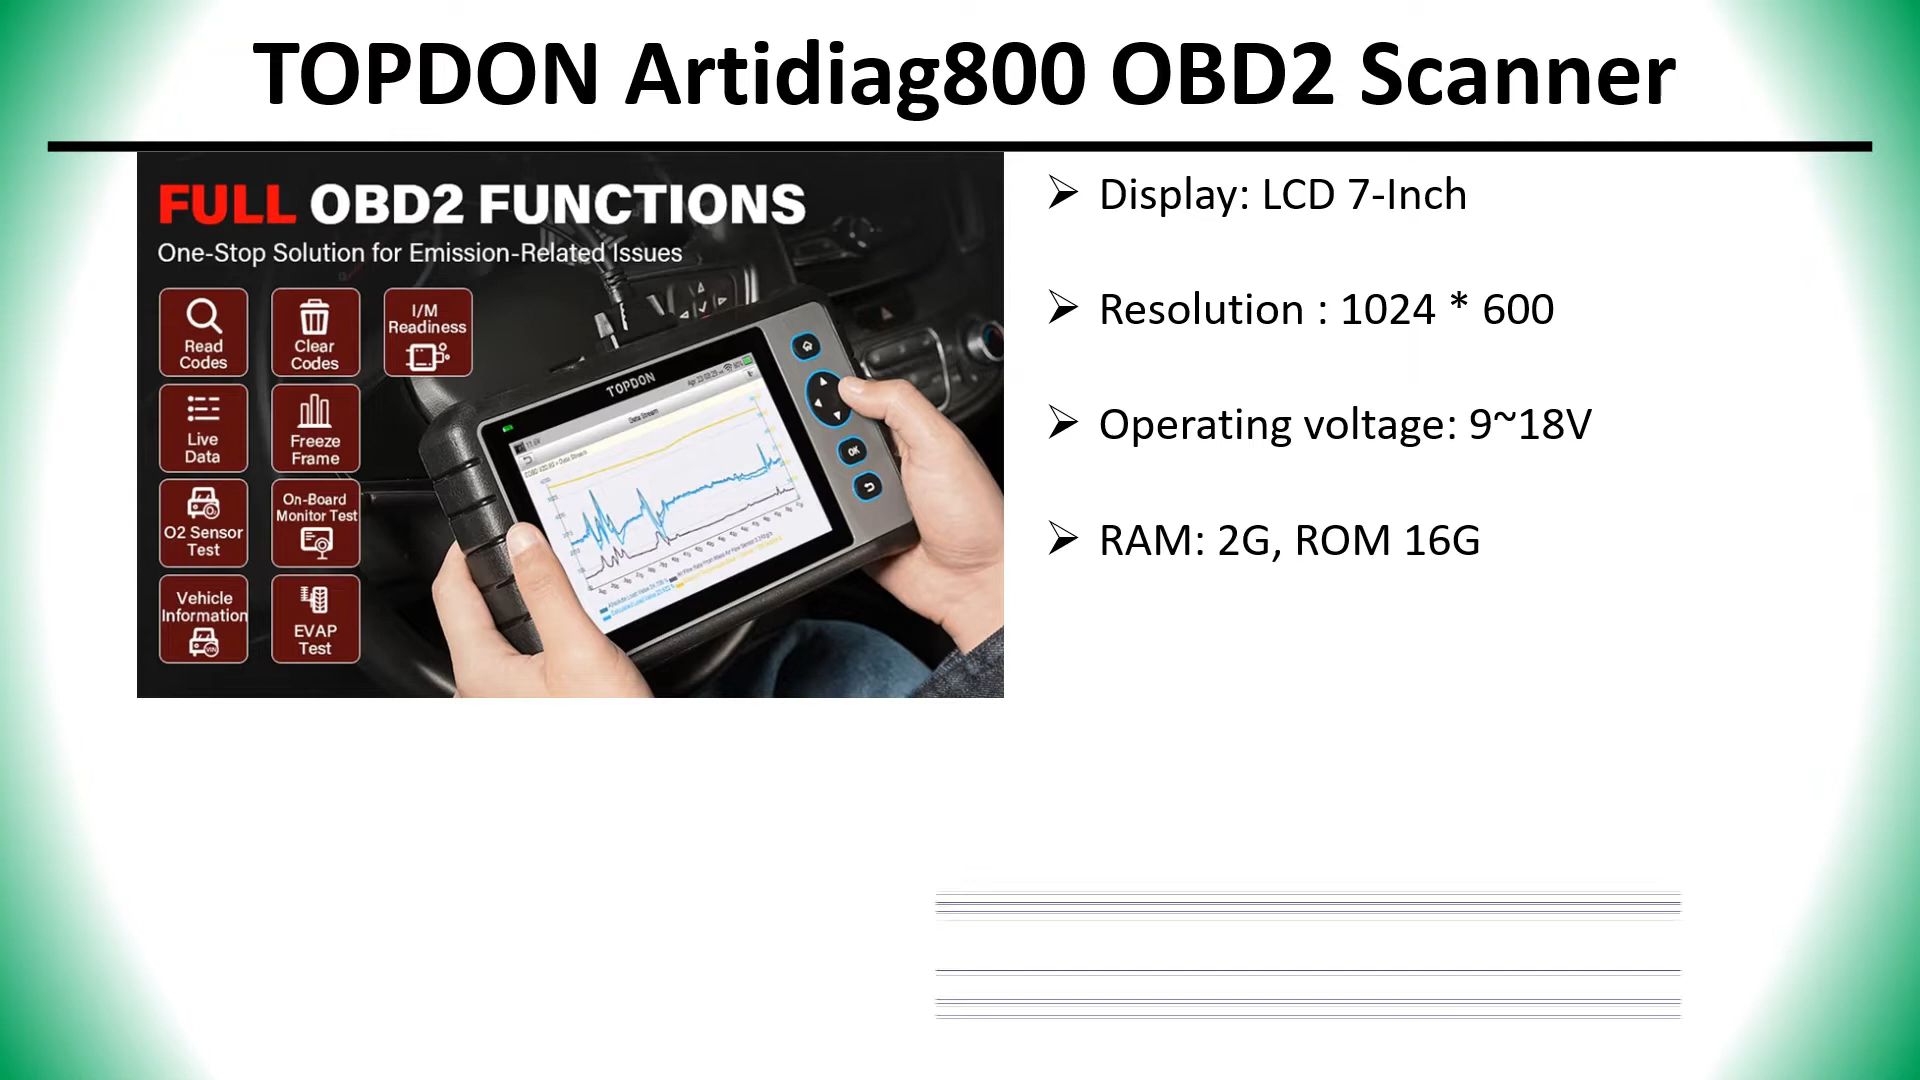 TOPDON Artidiag800 OBD2 Scanner
FULL OBD2 FUNCTIONS
One-Stop Solution for Emission-Related Issues
Read
Codes
Clear
Codes
I/M
Readiness
Live
Data
Freeze
Frame
O2 Sensor
Test
On-Board
Monitor Test
Vehicle
Information
VIN
EVAP
Test
TOPDON
Data Stream
OK
➢ Display: LCD 7-Inch
➢ Resolution : 1024 * 600
➢ Operating voltage: 9~18V
➢ RAM: 2G, ROM 16G